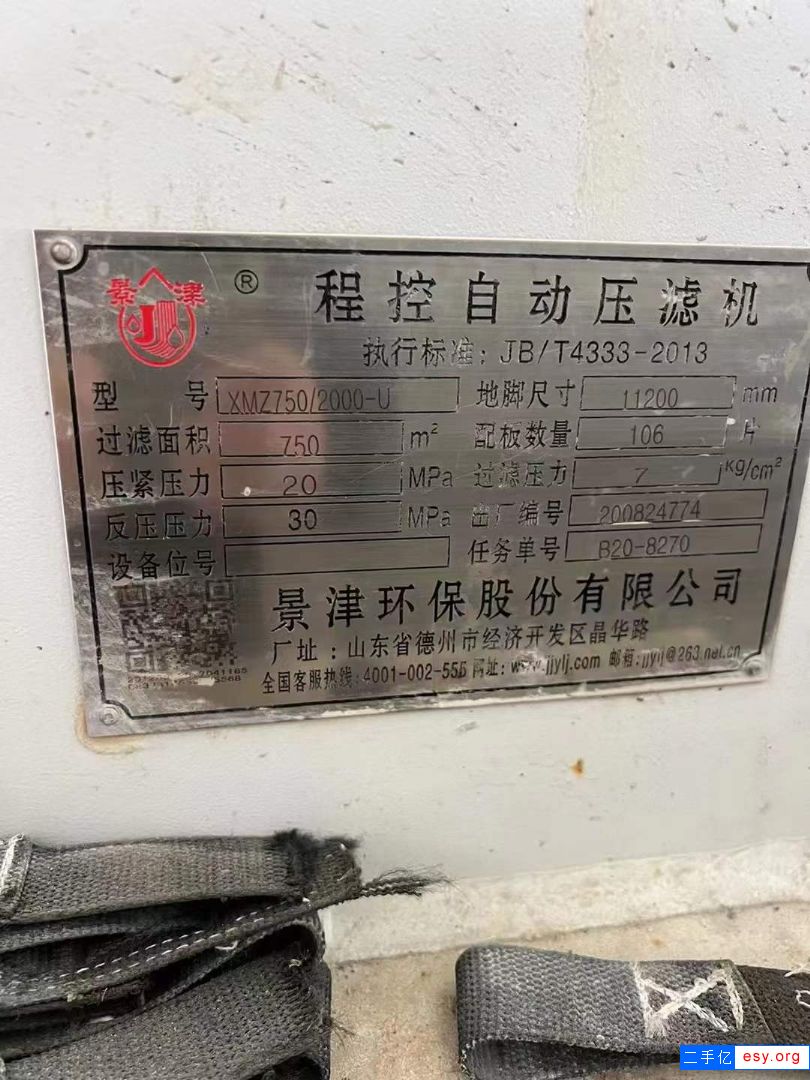 景津
J
®
程控自动压滤机
执行标准: JB/T4333-2013
型号 XMZ750/2000-U 地脚尺寸 11200 mm
过滤面积 750 m² 配板数量 106 片
压紧压力 20 MPa 过滤压力 7 Kg/cm²
反压压力 30 MPa 出厂编号 200824774
设备位号 任务单号 B20-8270
景津环保股份有限公司
厂址:山东省德州市经济开发区晶华路
全国客服热线:4001-002-555 网址:www.jjylj.com 邮箱:jjylj@263.net.cn
二手亿 esy.org